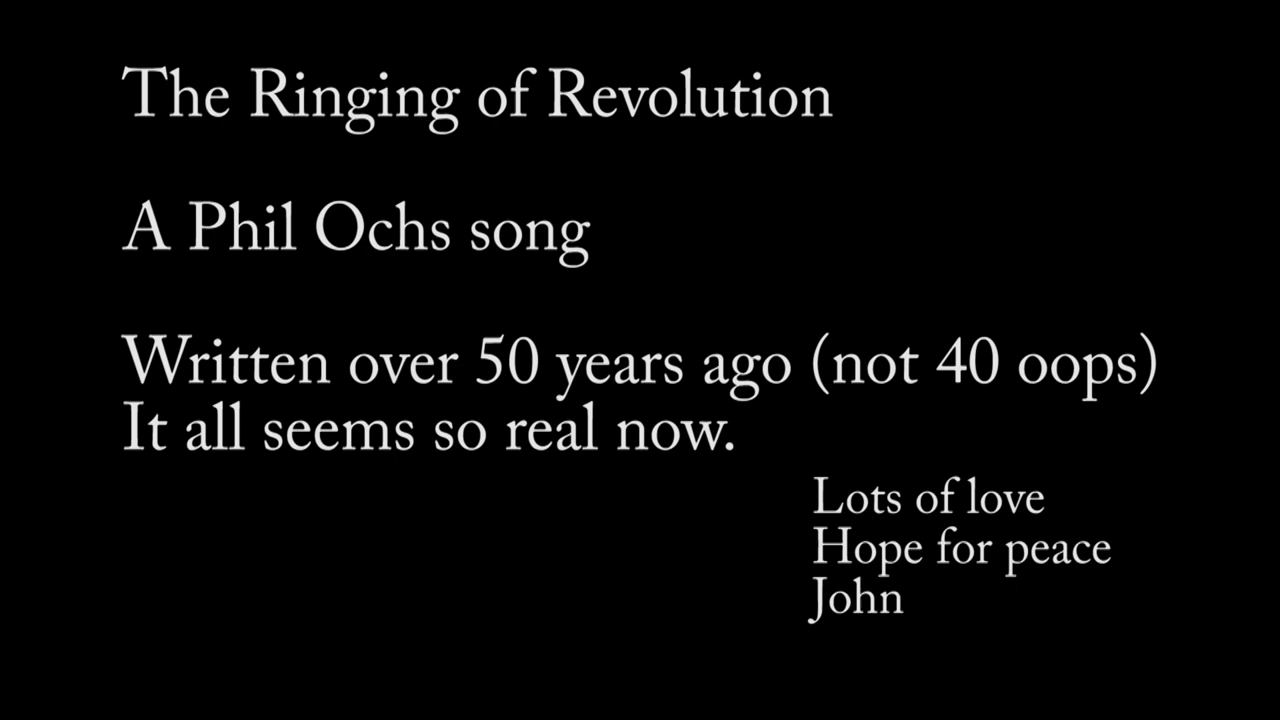 The Ringing of Revolution
A Phil Ochs song
Written over 50 years ago (not 40 oops)
It all seems so real now.
Lots of love
Hope for peace
John